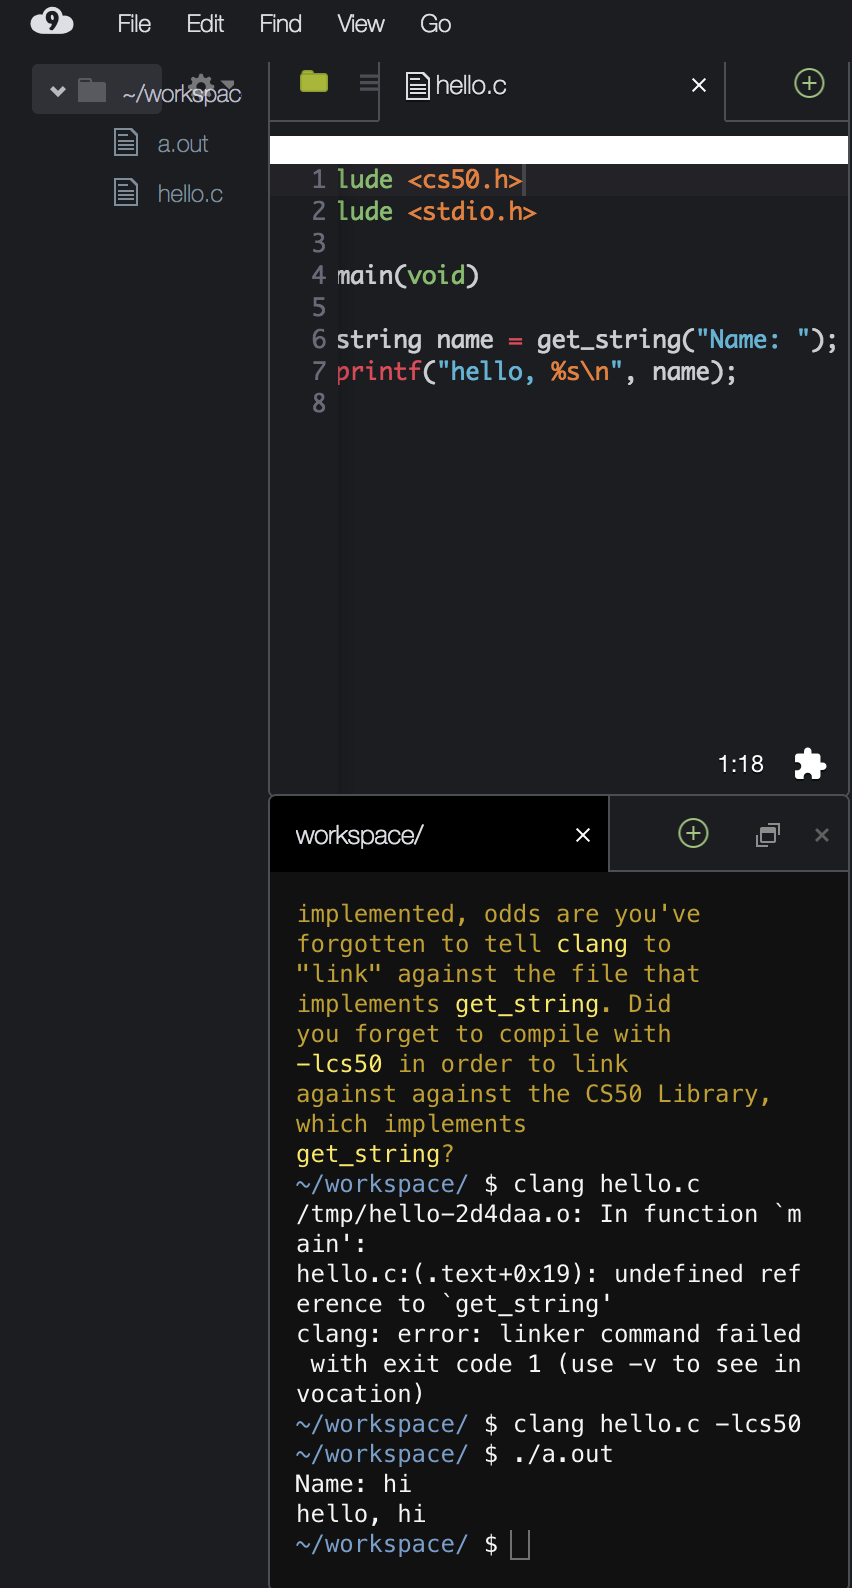 9 File Edit Find View Go
~/workspac
a.out
hello.c
hello.c ×
1 lude <cs50.h>
2 lude <stdio.h>
3
4 main(void)
5
6 string name = get_string("Name: ");
7 printf("hello, %s\n", name);
8
1:18
workspace/ ×
implemented, odds are you've
forgotten to tell clang to
"link" against the file that
implements get_string. Did
you forget to compile with
-lcs50 in order to link
against against the CS50 Library,
which implements
get_string?
~/workspace/ $ clang hello.c
/tmp/hello-2d4daa.o: In function `m
ain':
hello.c:(.text+0x19): undefined ref
erence to `get_string'
clang: error: linker command failed
 with exit code 1 (use -v to see in
vocation)
~/workspace/ $ clang hello.c -lcs50
~/workspace/ $ ./a.out
Name: hi
hello, hi
~/workspace/ $